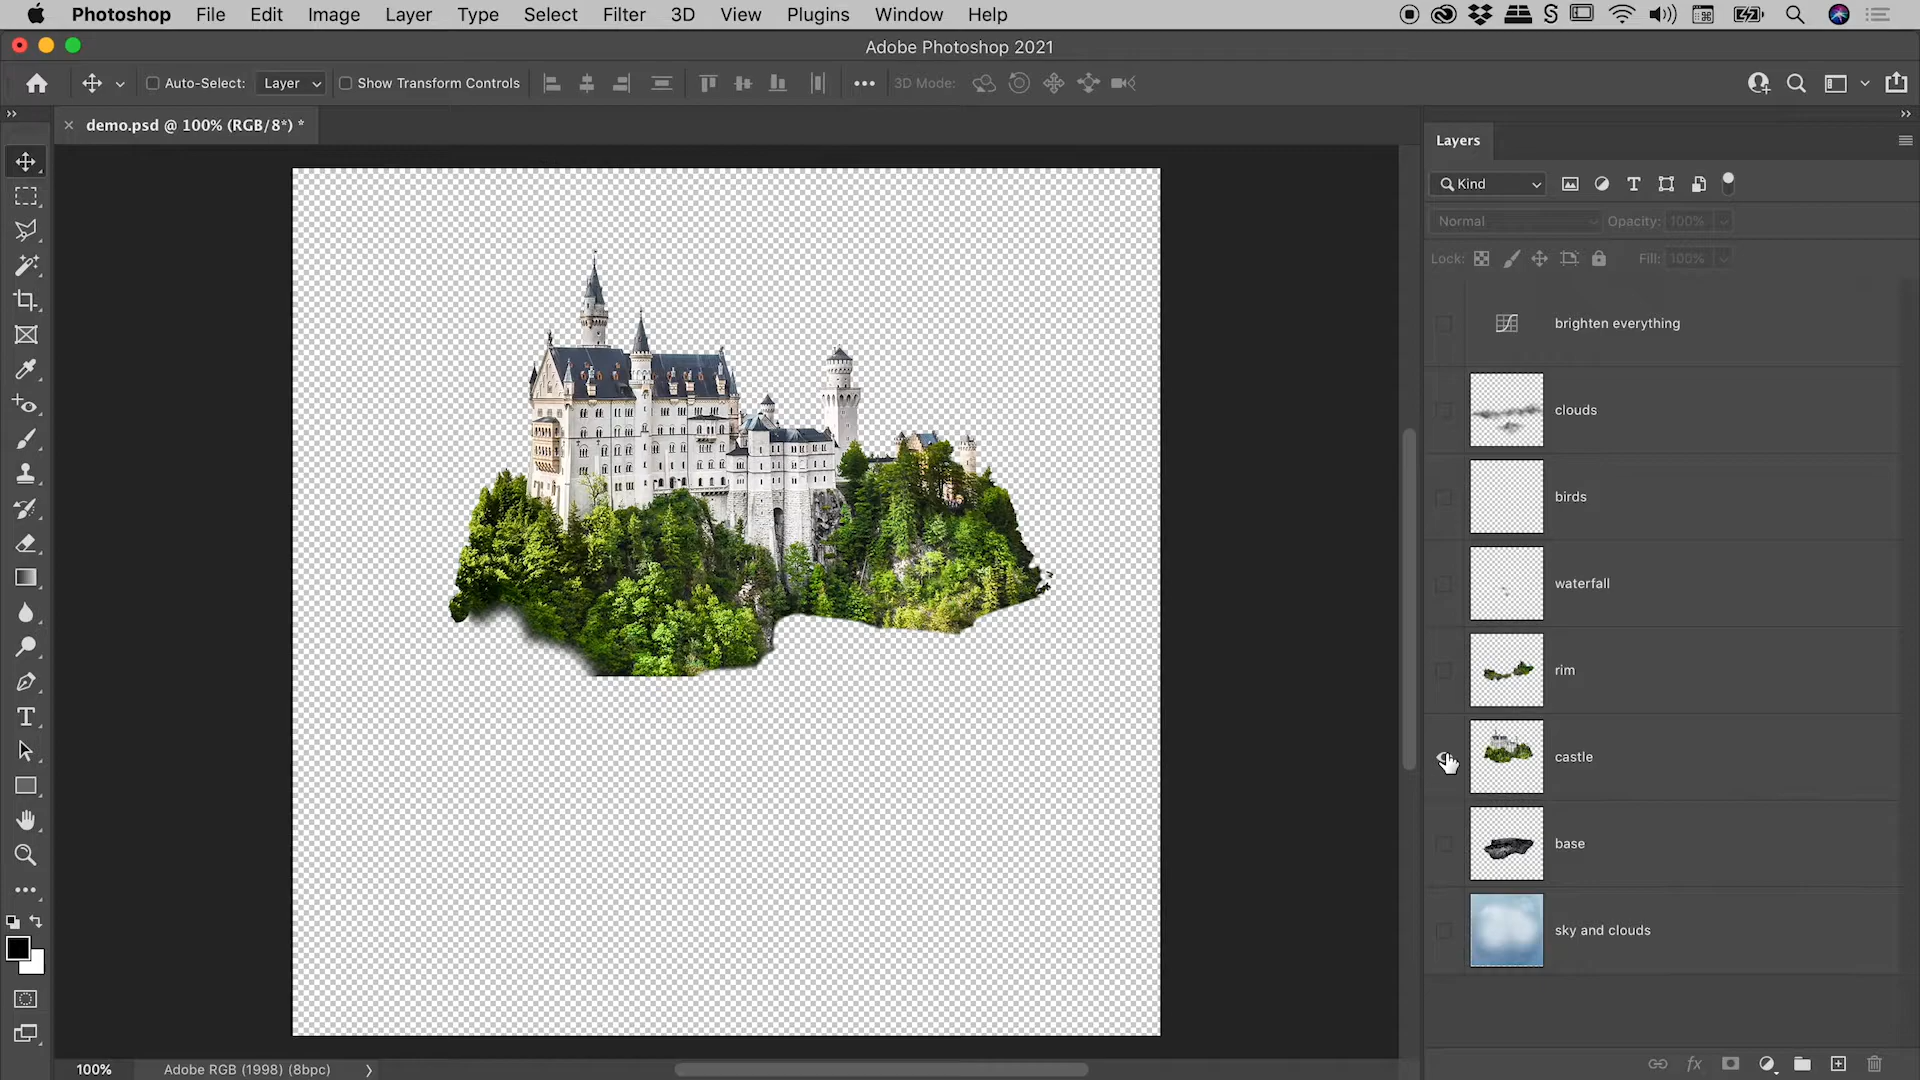 Photoshop File Edit Image Layer Type Select Filter 3D View Plugins Window Help
Adobe Photoshop 2021
Auto-Select: Layer Show Transform Controls 3D Mode:
demo.psd @ 100% (RGB/8*) *
Layers
Kind
Normal Opacity: 100%
Lock: Fill: 100%
brighten everything
clouds
birds
waterfall
rim
castle
base
sky and clouds
100% Adobe RGB (1998) (8bpc)